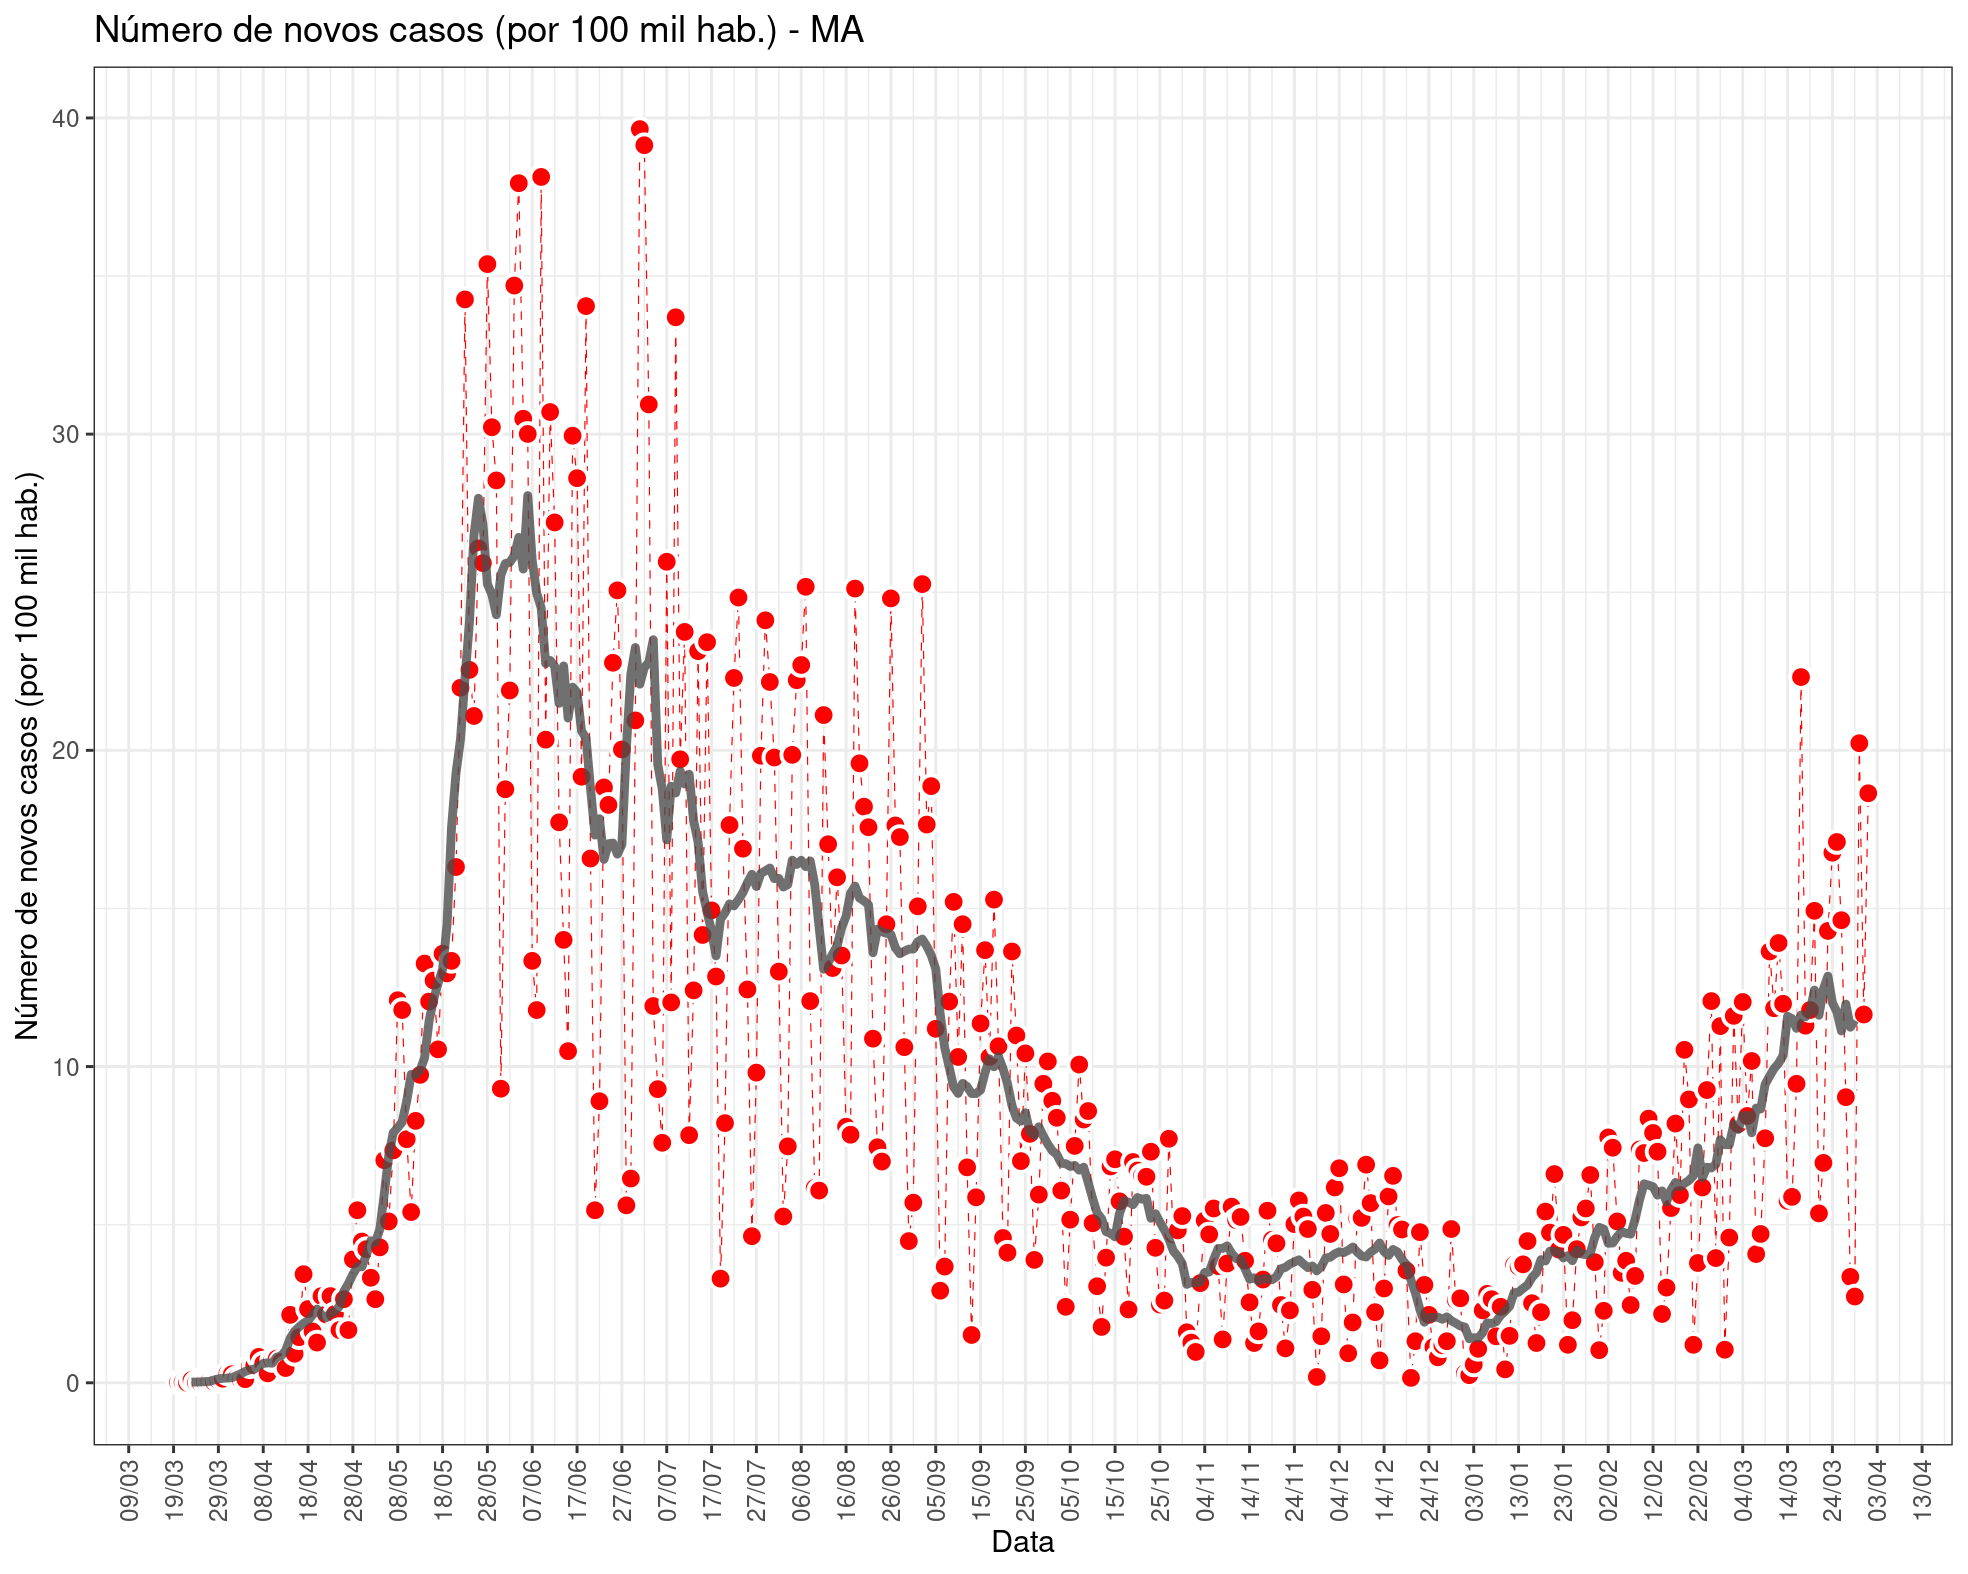 Número de novos casos (por 100 mil hab.) - MA
Número de novos casos (por 100 mil hab.)
40
30
20
10
0
09/03 19/03 29/03 08/04 18/04 28/04 08/05 18/05 28/05 07/06 17/06 27/06 07/07 17/07 27/07 06/08 16/08 26/08 05/09 15/09 25/09 05/10 15/10 25/10 04/11 14/11 24/11 04/12 14/12 24/12 03/01 13/01 23/01 02/02 12/02 22/02 04/03 14/03 24/03 03/04 13/04
Data